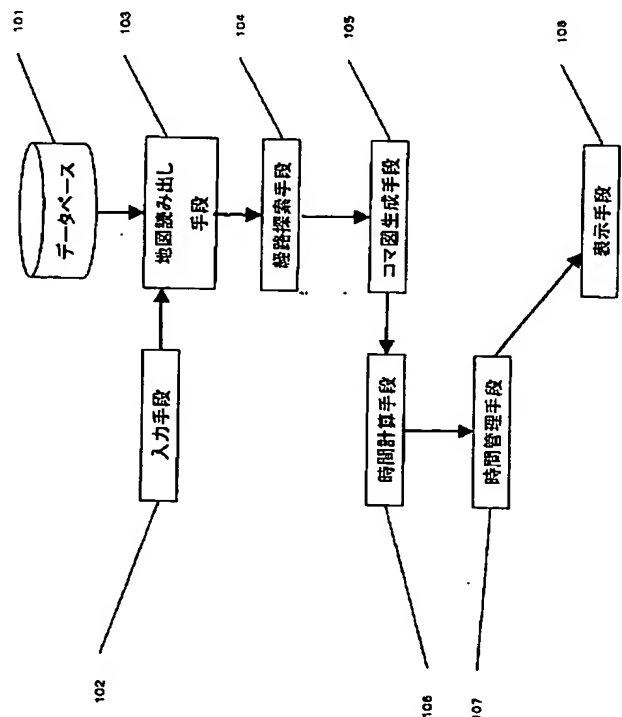 101
データベース
103
地図読み出し
手段
104
経路探索手段
105
コマ図生成手段
102
入力手段
時間計算手段
106
時間管理手段
107
表示手段
108